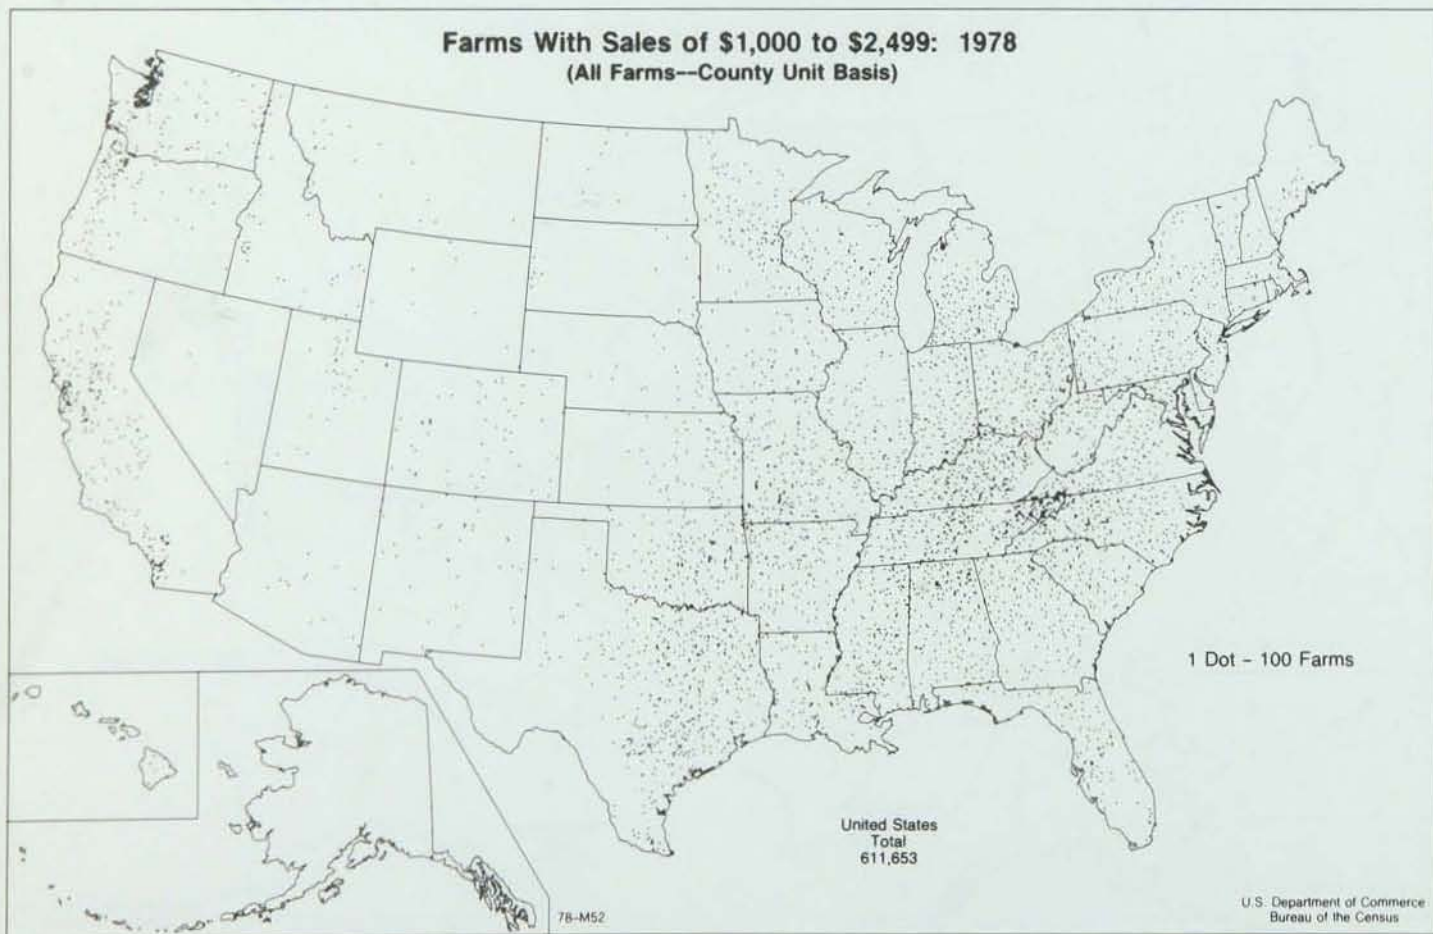 Farms With Sales of $1,000 to $2,499: 1978
(All Farms--County Unit Basis)
1 Dot - 100 Farms
United States
Total
611,653
78-M52
U.S. Department of Commerce
Bureau of the Census